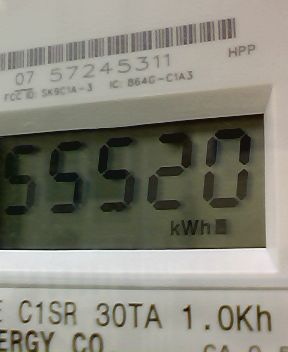 07 57245311
HPP
FCC ID: SK9C1A-3 IC: 864G-C1A3
55520
kWh
C1SR 30TA 1.0Kh
ERGY CO